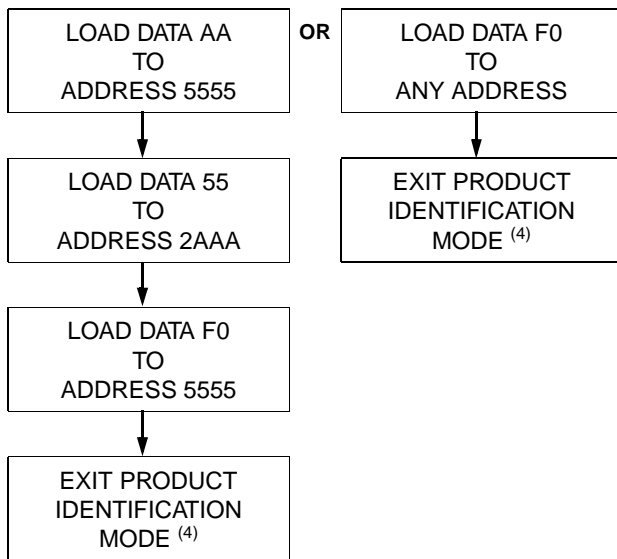 LOAD DATA AA
TO
ADDRESS 5555
LOAD DATA 55
TO
ADDRESS 2AAA
LOAD DATA F0
TO
ADDRESS 5555
EXIT PRODUCT
IDENTIFICATION
MODE (4)
OR
LOAD DATA F0
TO
ANY ADDRESS
EXIT PRODUCT
IDENTIFICATION
MODE (4)